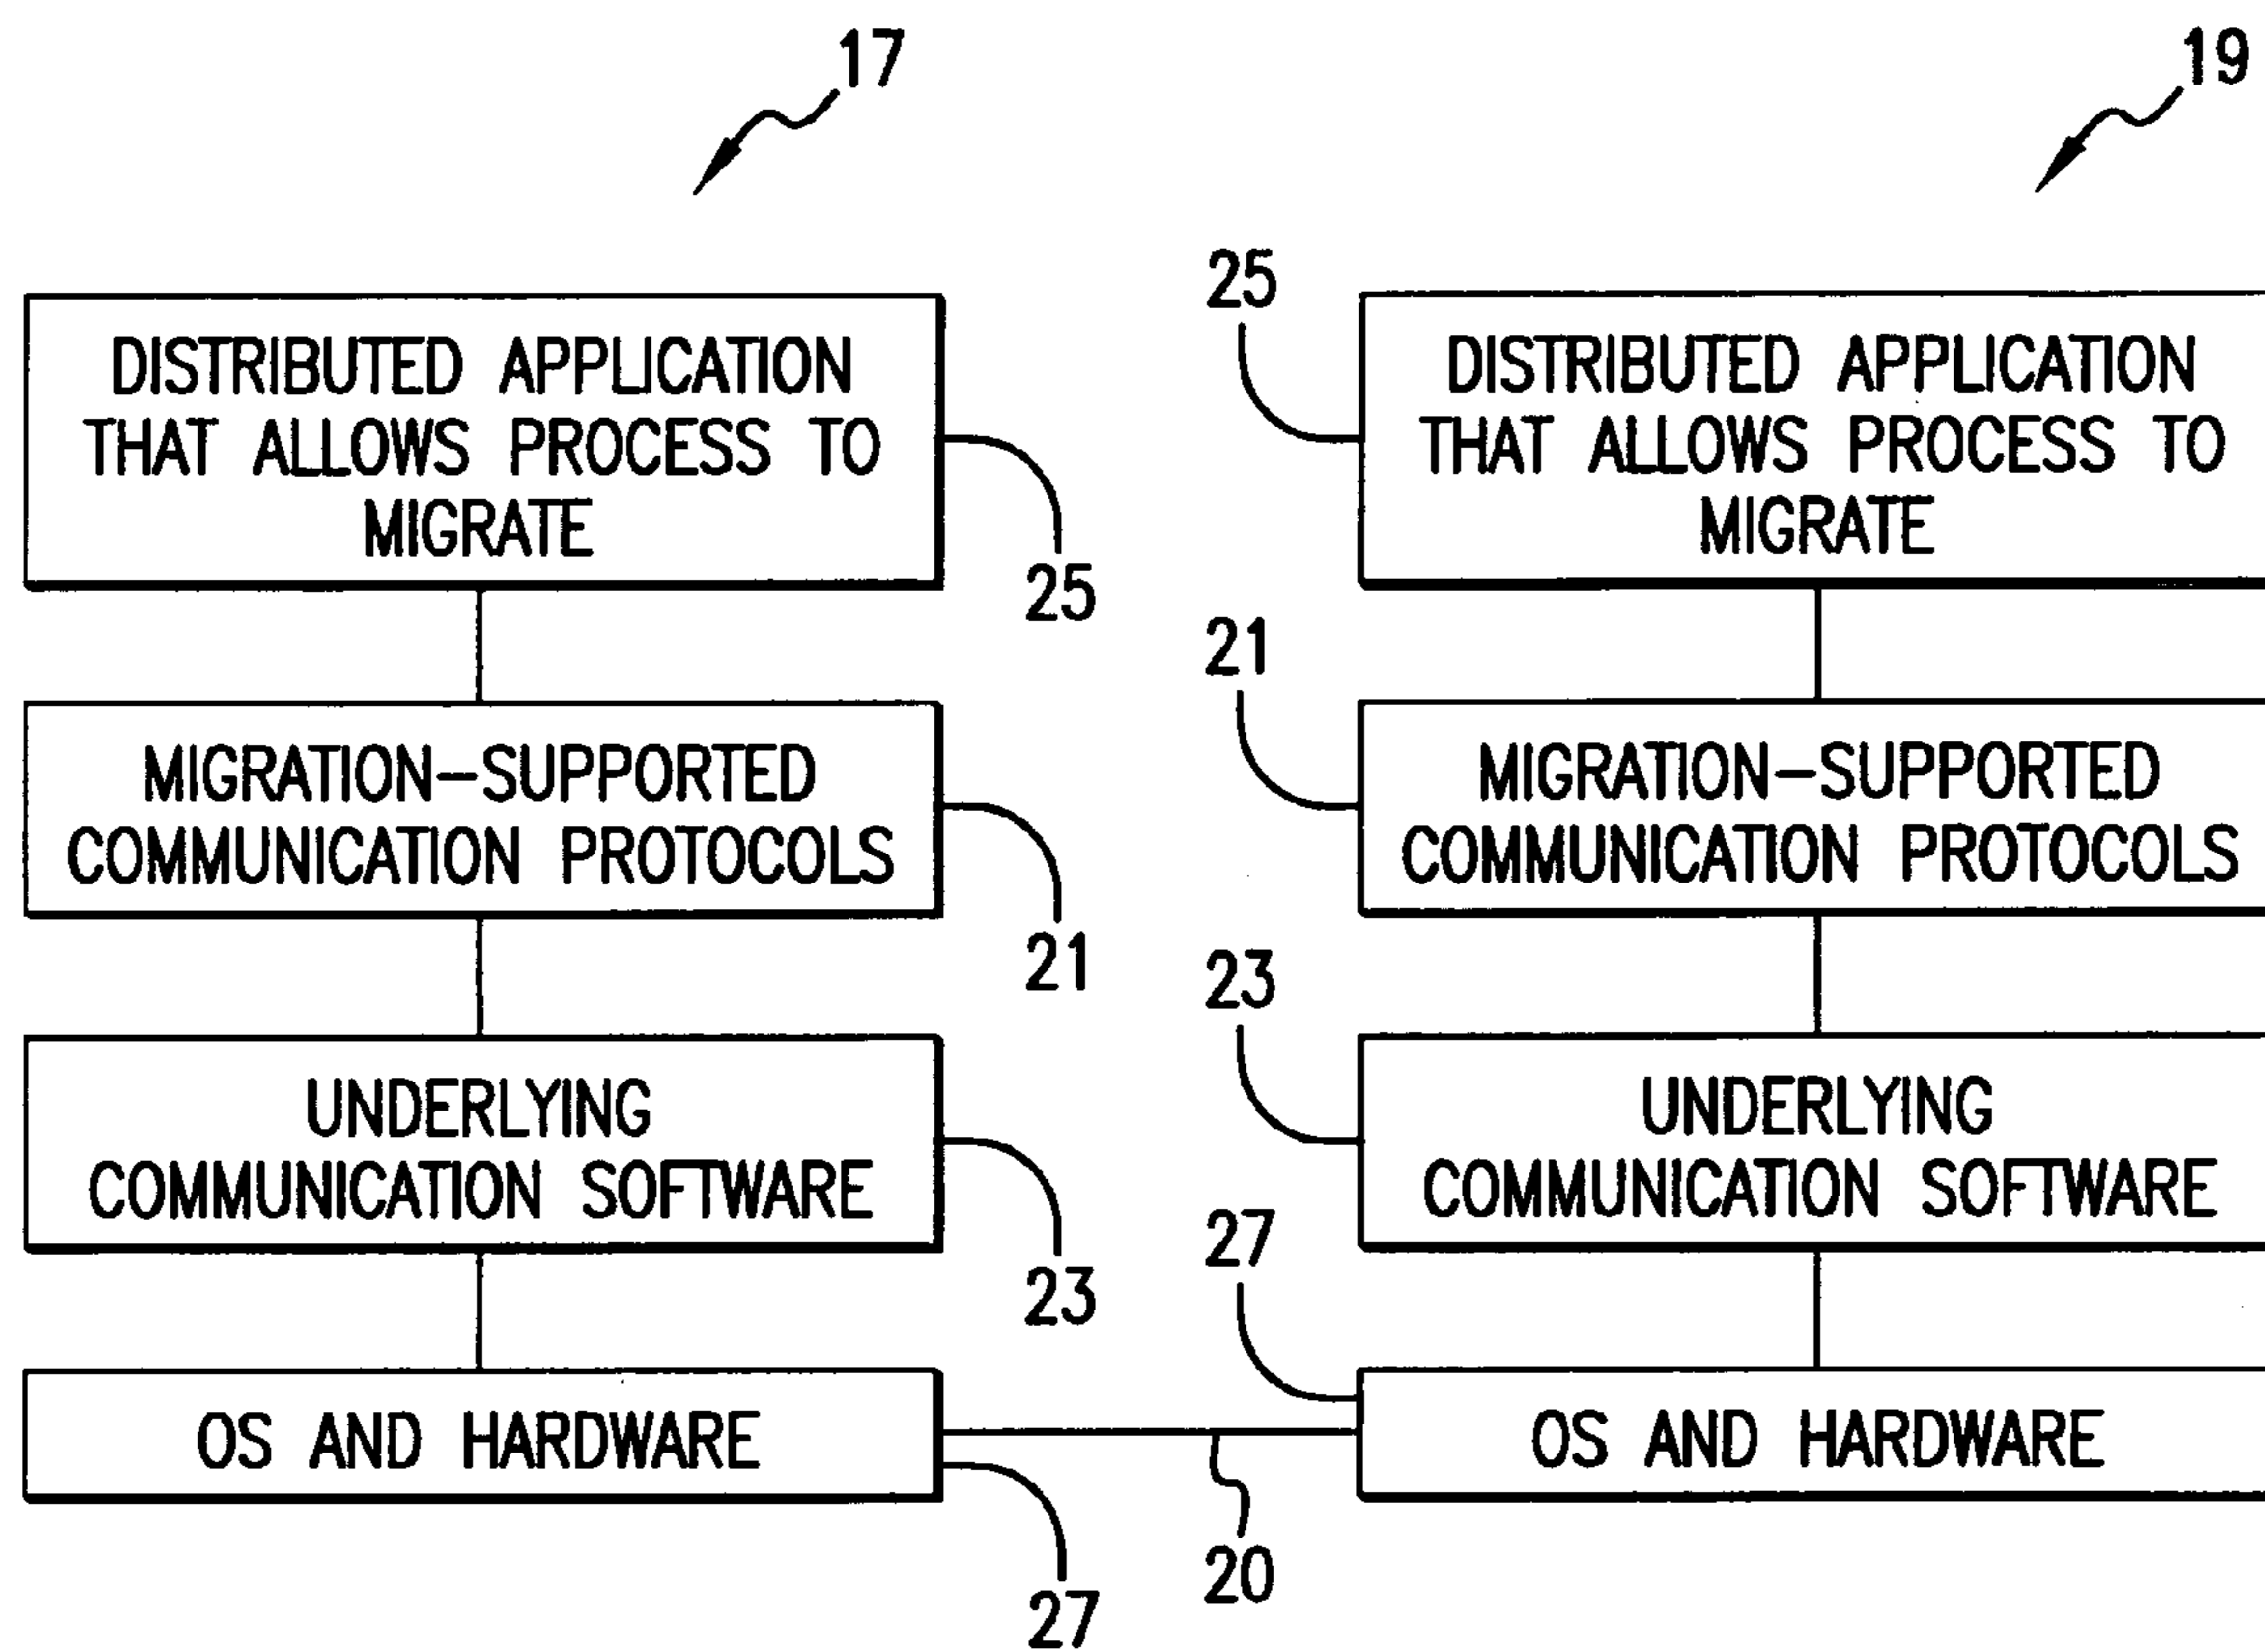 17
DISTRIBUTED APPLICATION
THAT ALLOWS PROCESS TO
MIGRATE
25
MIGRATION-SUPPORTED
COMMUNICATION PROTOCOLS
21
UNDERLYING
COMMUNICATION SOFTWARE
23
OS AND HARDWARE
27
20
19
25
DISTRIBUTED APPLICATION
THAT ALLOWS PROCESS TO
MIGRATE
21
MIGRATION-SUPPORTED
COMMUNICATION PROTOCOLS
23
UNDERLYING
COMMUNICATION SOFTWARE
27
OS AND HARDWARE